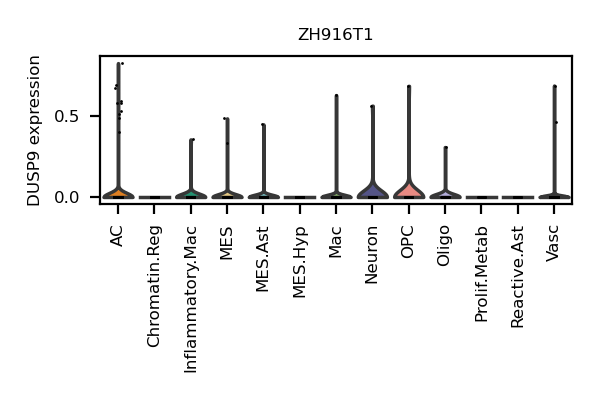 ZH916T1
DUSP9 expression
0.5
0.0
AC
Chromatin.Reg
Inflammatory.Mac
MES
MES.Ast
MES.Hyp
Mac
Neuron
OPC
Oligo
Prolif.Metab
Reactive.Ast
Vasc